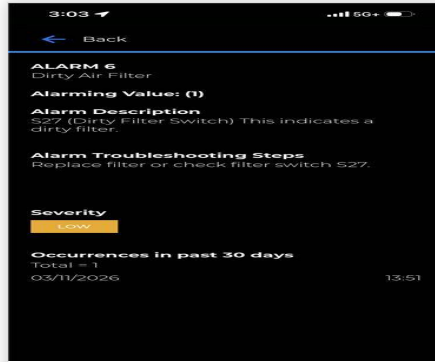 3:03
5G+
Back
ALARM 6
Dirty Air Filter
Alarming Value: (1)
Alarm Description
S27 (Dirty Filter Switch) This indicates a
dirty filter.
Alarm Troubleshooting Steps
Replace filter or check filter switch S27.
Severity
LOW
Occurrences in past 30 days
Total = 1
03/11/2026 13:51